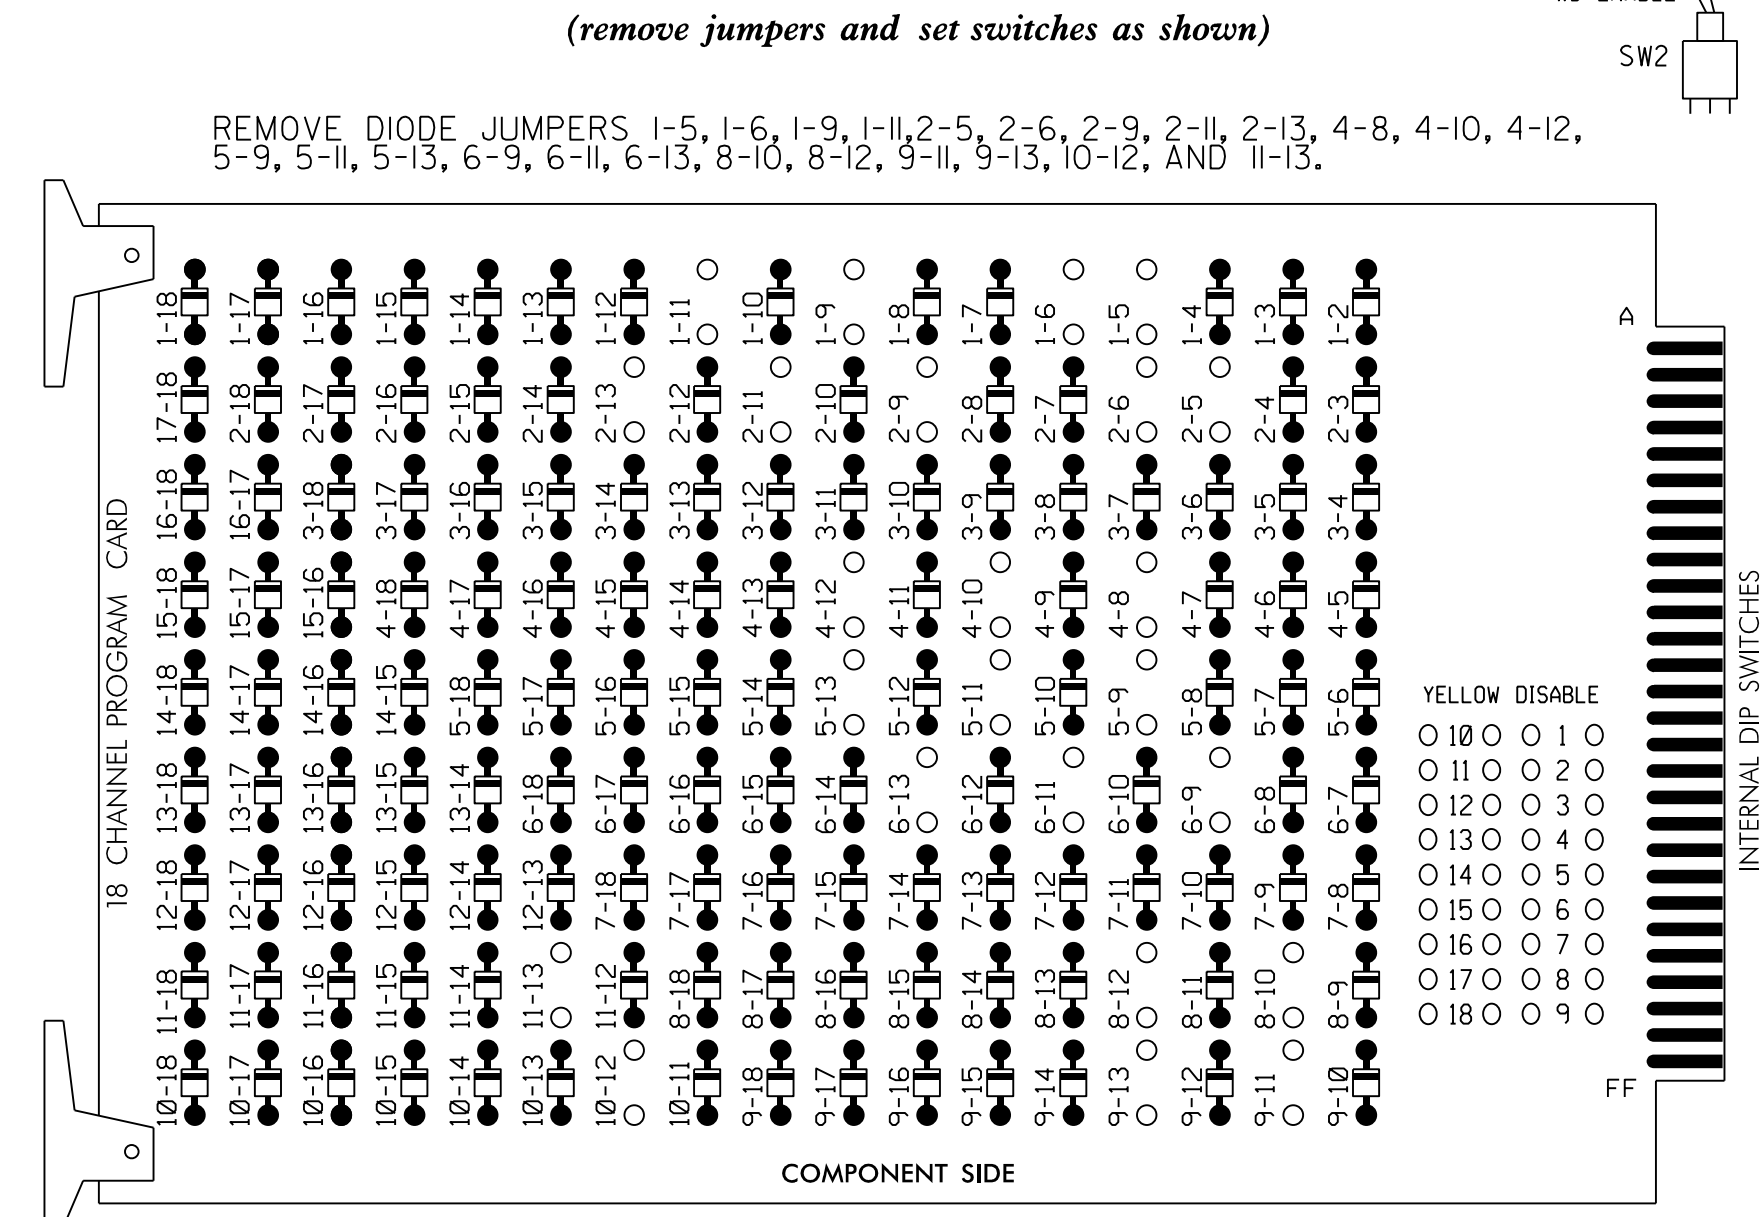 (remove jumpers and set switches as shown)
SW2
REMOVE DIODE JUMPERS 1-5, 1-6, 1-9, 1-11,2-5, 2-6, 2-9, 2-11, 2-13, 4-8, 4-10, 4-12,
5-9, 5-11, 5-13, 6-9, 6-11, 6-13, 8-10, 8-12, 9-11, 9-13, 10-12, AND 11-13.
18 CHANNEL PROGRAM CARD
1-18 1-17 1-16 1-15 1-14 1-13 1-12 1-11 1-10 1-9 1-8 1-7 1-6 1-5 1-4 1-3 1-2
17-18 2-18 2-17 2-16 2-15 2-14 2-13 2-12 2-11 2-10 2-9 2-8 2-7 2-6 2-5 2-4 2-3
16-18 16-17 3-18 3-17 3-16 3-15 3-14 3-13 3-12 3-11 3-10 3-9 3-8 3-7 3-6 3-5 3-4
15-18 15-17 15-16 4-18 4-17 4-16 4-15 4-14 4-13 4-12 4-11 4-10 4-9 4-8 4-7 4-6 4-5
14-18 14-17 14-16 14-15 5-18 5-17 5-16 5-15 5-14 5-13 5-12 5-11 5-10 5-9 5-8 5-7 5-6
13-18 13-17 13-16 13-15 13-14 6-18 6-17 6-16 6-15 6-14 6-13 6-12 6-11 6-10 6-9 6-8 6-7
12-18 12-17 12-16 12-15 12-14 12-13 7-18 7-17 7-16 7-15 7-14 7-13 7-12 7-11 7-10 7-9 7-8
11-18 11-17 11-16 11-15 11-14 11-13 11-12 8-18 8-17 8-16 8-15 8-14 8-13 8-12 8-11 8-10 8-9
10-18 10-17 10-16 10-15 10-14 10-13 10-12 10-11 9-18 9-17 9-16 9-15 9-14 9-13 9-12 9-11 9-10
A
YELLOW DISABLE
10 1
11 2
12 3
13 4
14 5
15 6
16 7
17 8
18 9
FF
INTERNAL DIP SWITCHES
COMPONENT SIDE